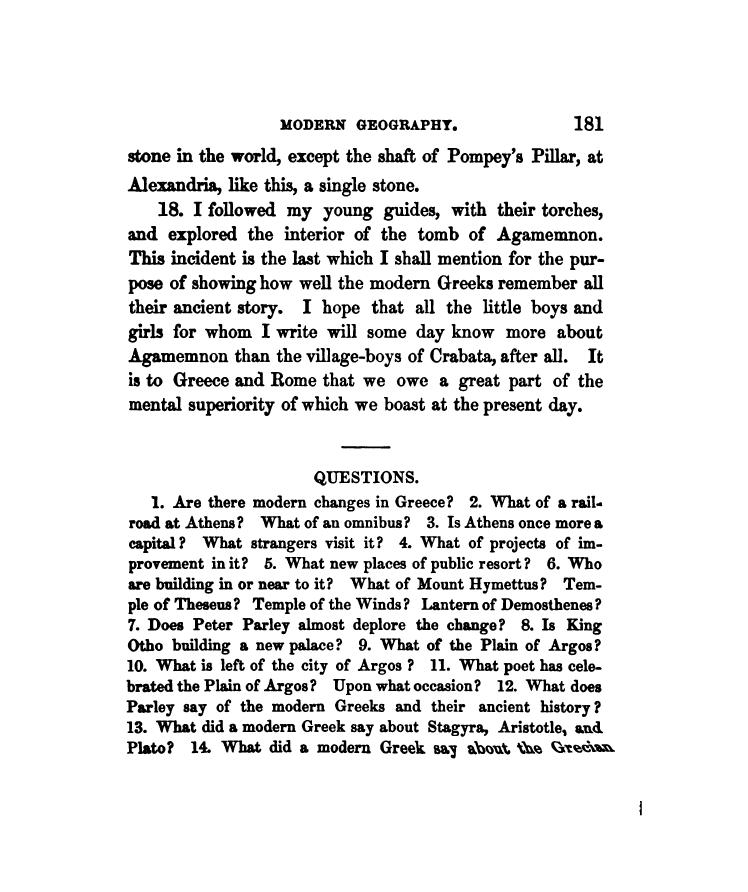 MODERN GEOGRAPHY. 181
stone in the world, except the shaft of Pompey's Pillar, at
Alexandria, like this, a single stone.
18. I followed my young guides, with their torches,
and explored the interior of the tomb of Agamemnon.
This incident is the last which I shall mention for the pur-
pose of showing how well the modern Greeks remember all
their ancient story. I hope that all the little boys and
girls for whom I write will some day know more about
Agamemnon than the village-boys of Crabata, after all. It
is to Greece and Rome that we owe a great part of the
mental superiority of which we boast at the present day.
QUESTIONS.
1. Are there modern changes in Greece? 2. What of a rail-
road at Athens? What of an omnibus? 3. Is Athens once more a
capital? What strangers visit it? 4. What of projects of im-
provement in it? 5. What new places of public resort? 6. Who
are building in or near to it? What of Mount Hymettus? Tem-
ple of Theseus? Temple of the Winds? Lantern of Demosthenes?
7. Does Peter Parley almost deplore the change? 8. Is King
Otho building a new palace? 9. What of the Plain of Argos?
10. What is left of the city of Argos? 11. What poet has cele-
brated the Plain of Argos? Upon what occasion? 12. What does
Parley say of the modern Greeks and their ancient history?
13. What did a modern Greek say about Stagyra, Aristotle, and
Plato? 14. What did a modern Greek say about the Grecian